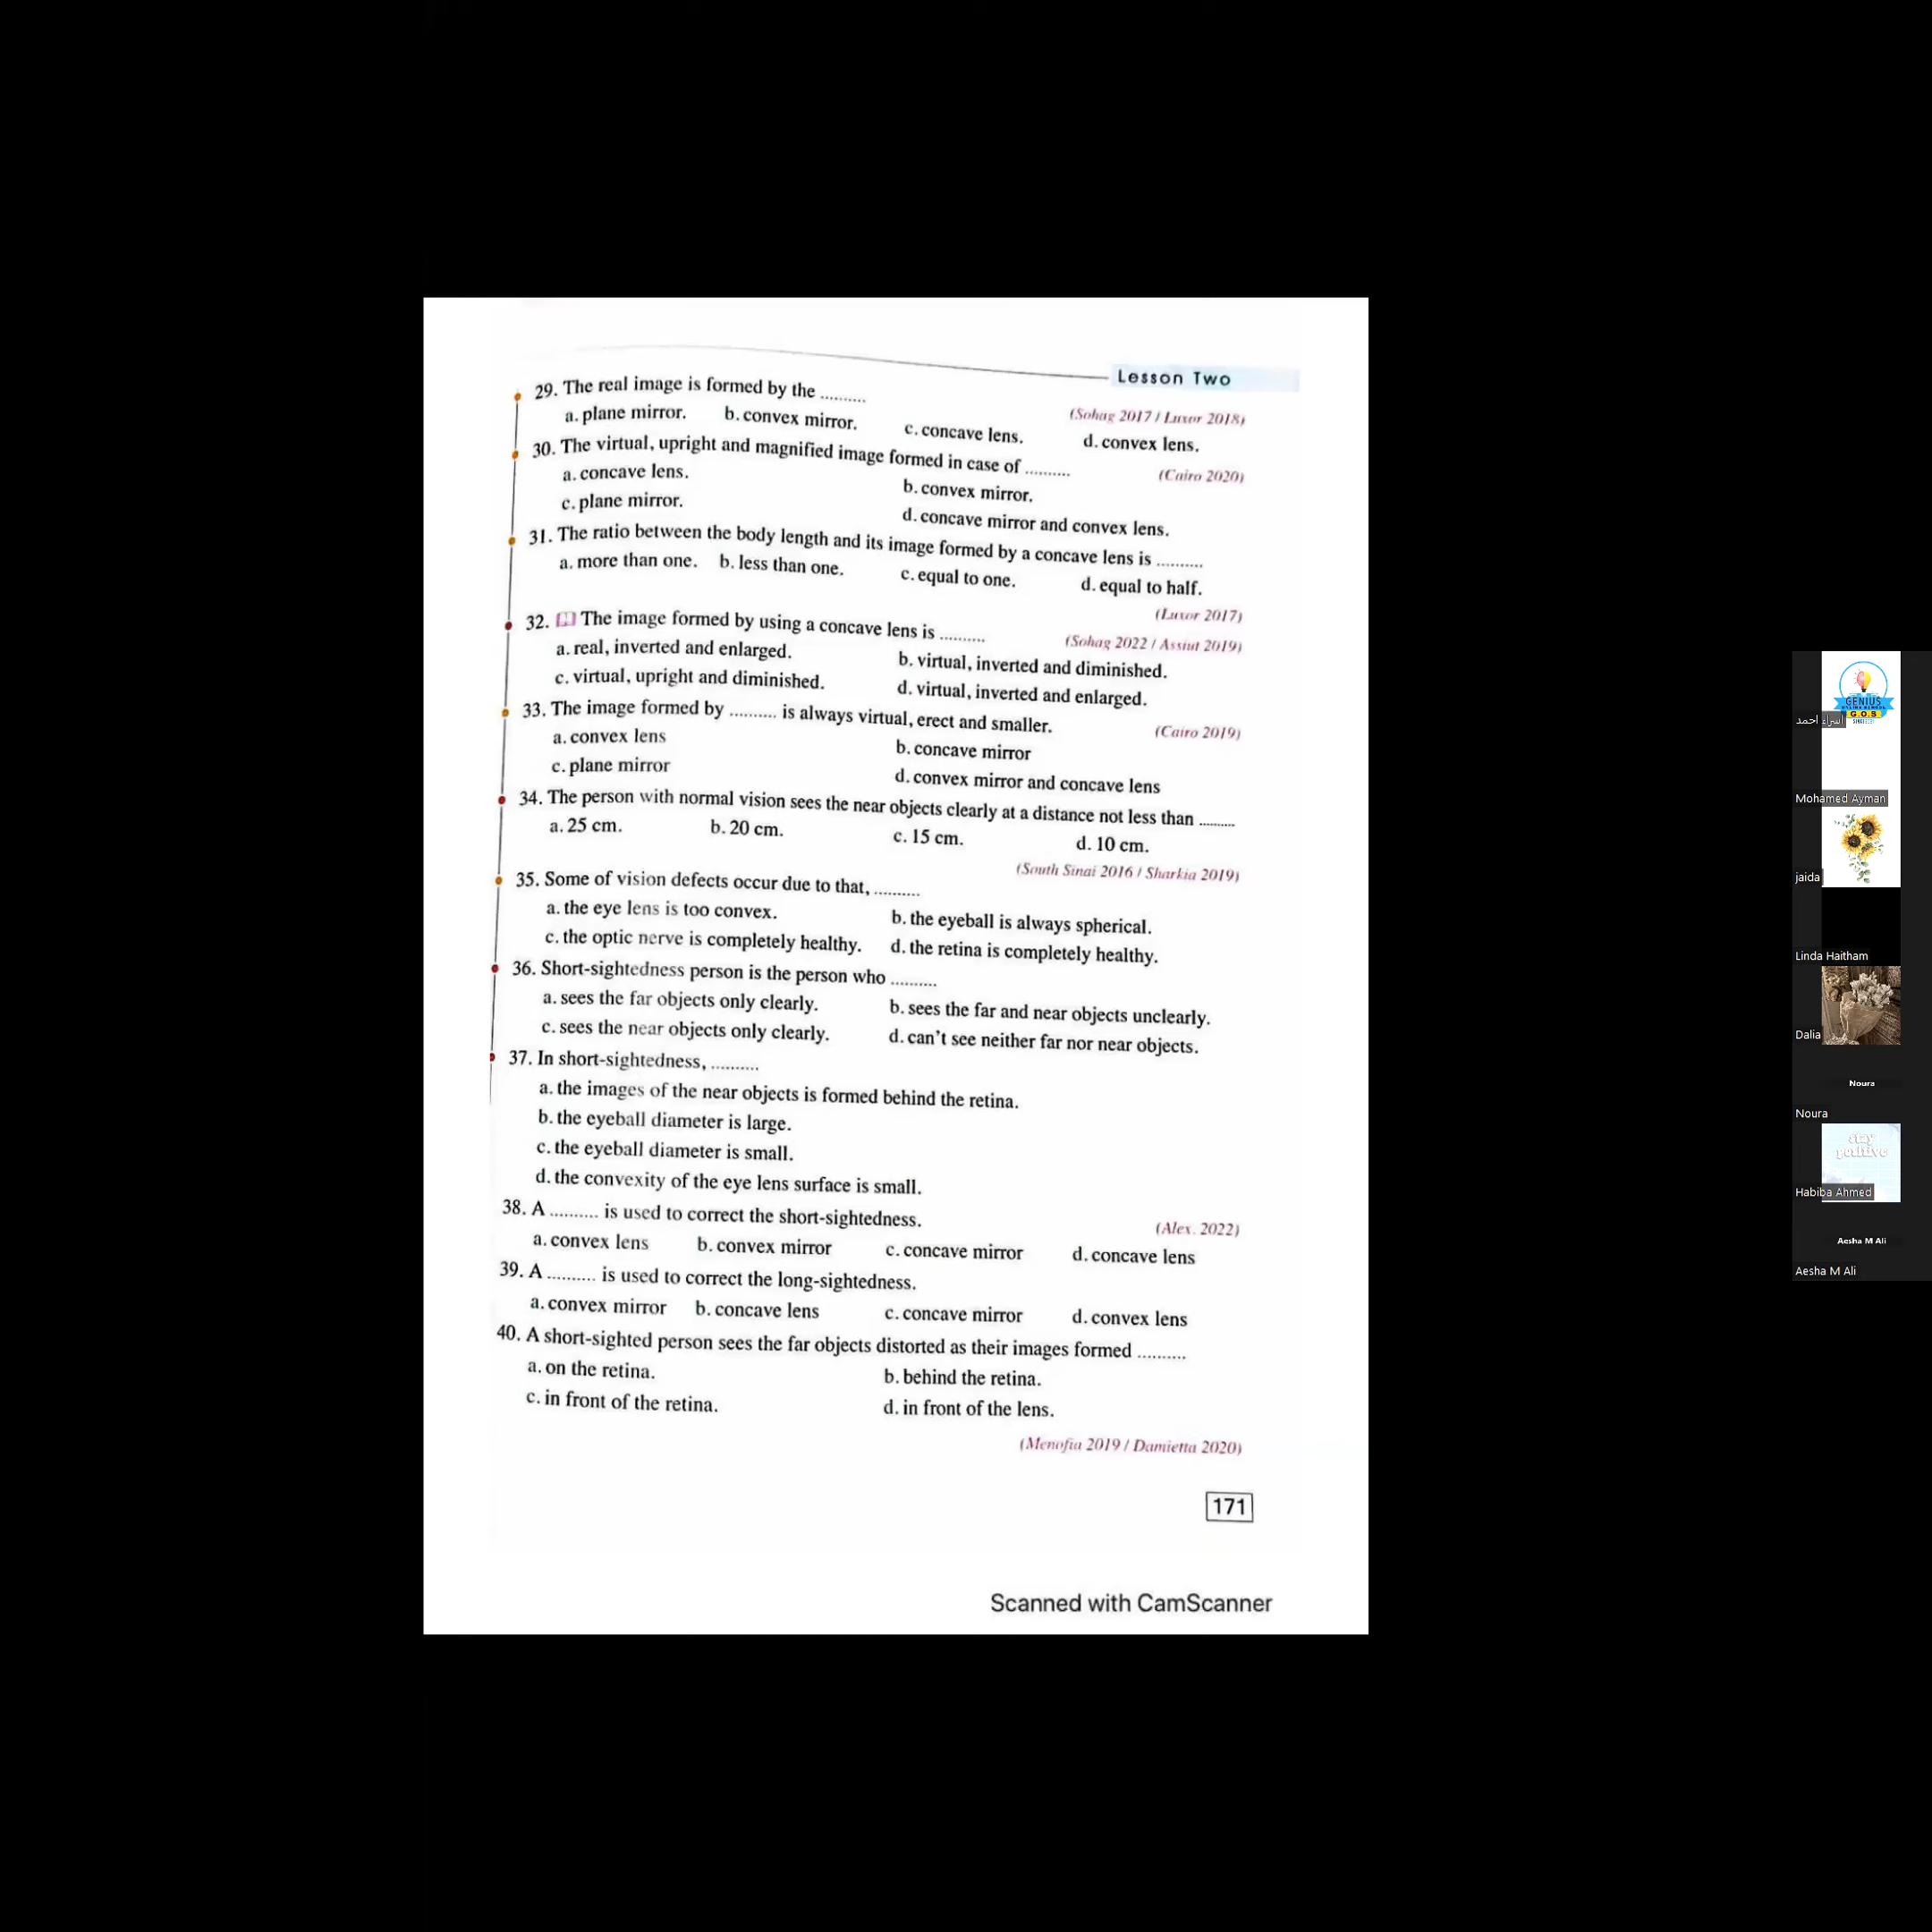 Lesson Two
29. The real image is formed by the ..........
(Sohag 2017 / Luxor 2018)
a. plane mirror. b. convex mirror. c. concave lens. d. convex lens.
30. The virtual, upright and magnified image formed in case of ..........
(Cairo 2020)
a. concave lens. b. convex mirror.
c. plane mirror. d. concave mirror and convex lens.
31. The ratio between the body length and its image formed by a concave lens is ..........
a. more than one. b. less than one. c. equal to one. d. equal to half.
(Luxor 2017)
32. The image formed by using a concave lens is ..........
(Sohag 2022 / Assiut 2019)
a. real, inverted and enlarged. b. virtual, inverted and diminished.
c. virtual, upright and diminished. d. virtual, inverted and enlarged.
33. The image formed by .......... is always virtual, erect and smaller.
(Cairo 2019)
a. convex lens b. concave mirror
c. plane mirror d. convex mirror and concave lens
34. The person with normal vision sees the near objects clearly at a distance not less than ..........
a. 25 cm. b. 20 cm. c. 15 cm. d. 10 cm.
(South Sinai 2016 / Sharkia 2019)
35. Some of vision defects occur due to that, ..........
a. the eye lens is too convex. b. the eyeball is always spherical.
c. the optic nerve is completely healthy. d. the retina is completely healthy.
36. Short-sightedness person is the person who ..........
a. sees the far objects only clearly. b. sees the far and near objects unclearly.
c. sees the near objects only clearly. d. can't see neither far nor near objects.
37. In short-sightedness, ..........
a. the images of the near objects is formed behind the retina.
b. the eyeball diameter is large.
c. the eyeball diameter is small.
d. the convexity of the eye lens surface is small.
38. A .......... is used to correct the short-sightedness.
(Alex. 2022)
a. convex lens b. convex mirror c. concave mirror d. concave lens
39. A .......... is used to correct the long-sightedness.
a. convex mirror b. concave lens c. concave mirror d. convex lens
40. A short-sighted person sees the far objects distorted as their images formed ..........
a. on the retina. b. behind the retina.
c. in front of the retina. d. in front of the lens.
(Menofia 2019 / Damietta 2020)
171
Scanned with CamScanner
GENIUS
G.O.S
اسراء احمد
Mohamed Ayman
jaida
Linda Haitham
Dalia
Noura
Noura
stay
positive
Habiba Ahmed
Aesha M Ali
Aesha M Ali